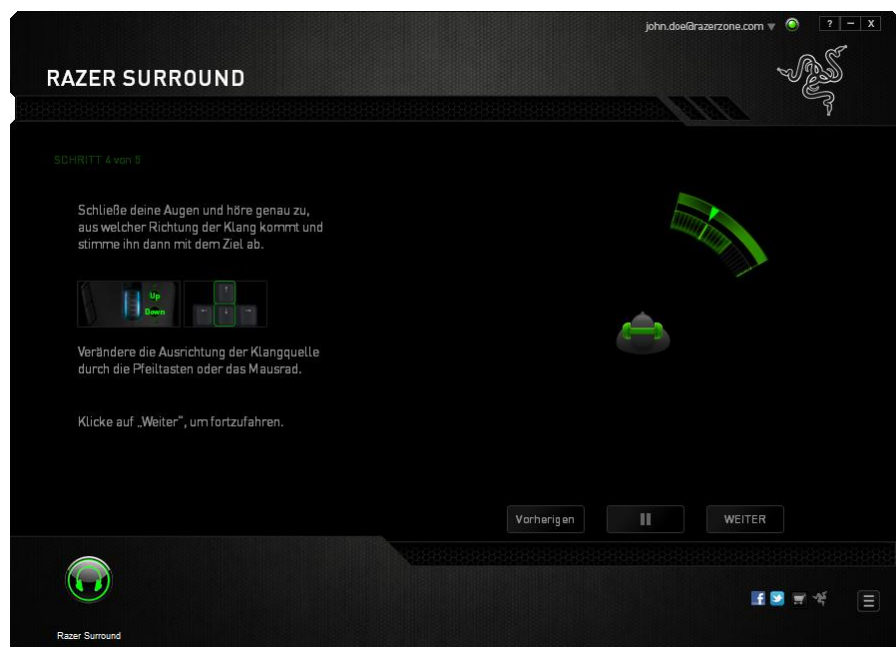 john.doe@razerzone.com
? – X
RAZER SURROUND
SCHRITT 4 von 5
Schließe deine Augen und höre genau zu,
aus welcher Richtung der Klang kommt und
stimme ihn dann mit dem Ziel ab.
Up
Down
Verändere die Ausrichtung der Klangquelle
durch die Pfeiltasten oder das Mausrad.
Klicke auf „Weiter“, um fortzufahren.
Vorherigen
WEITER
Razer Surround